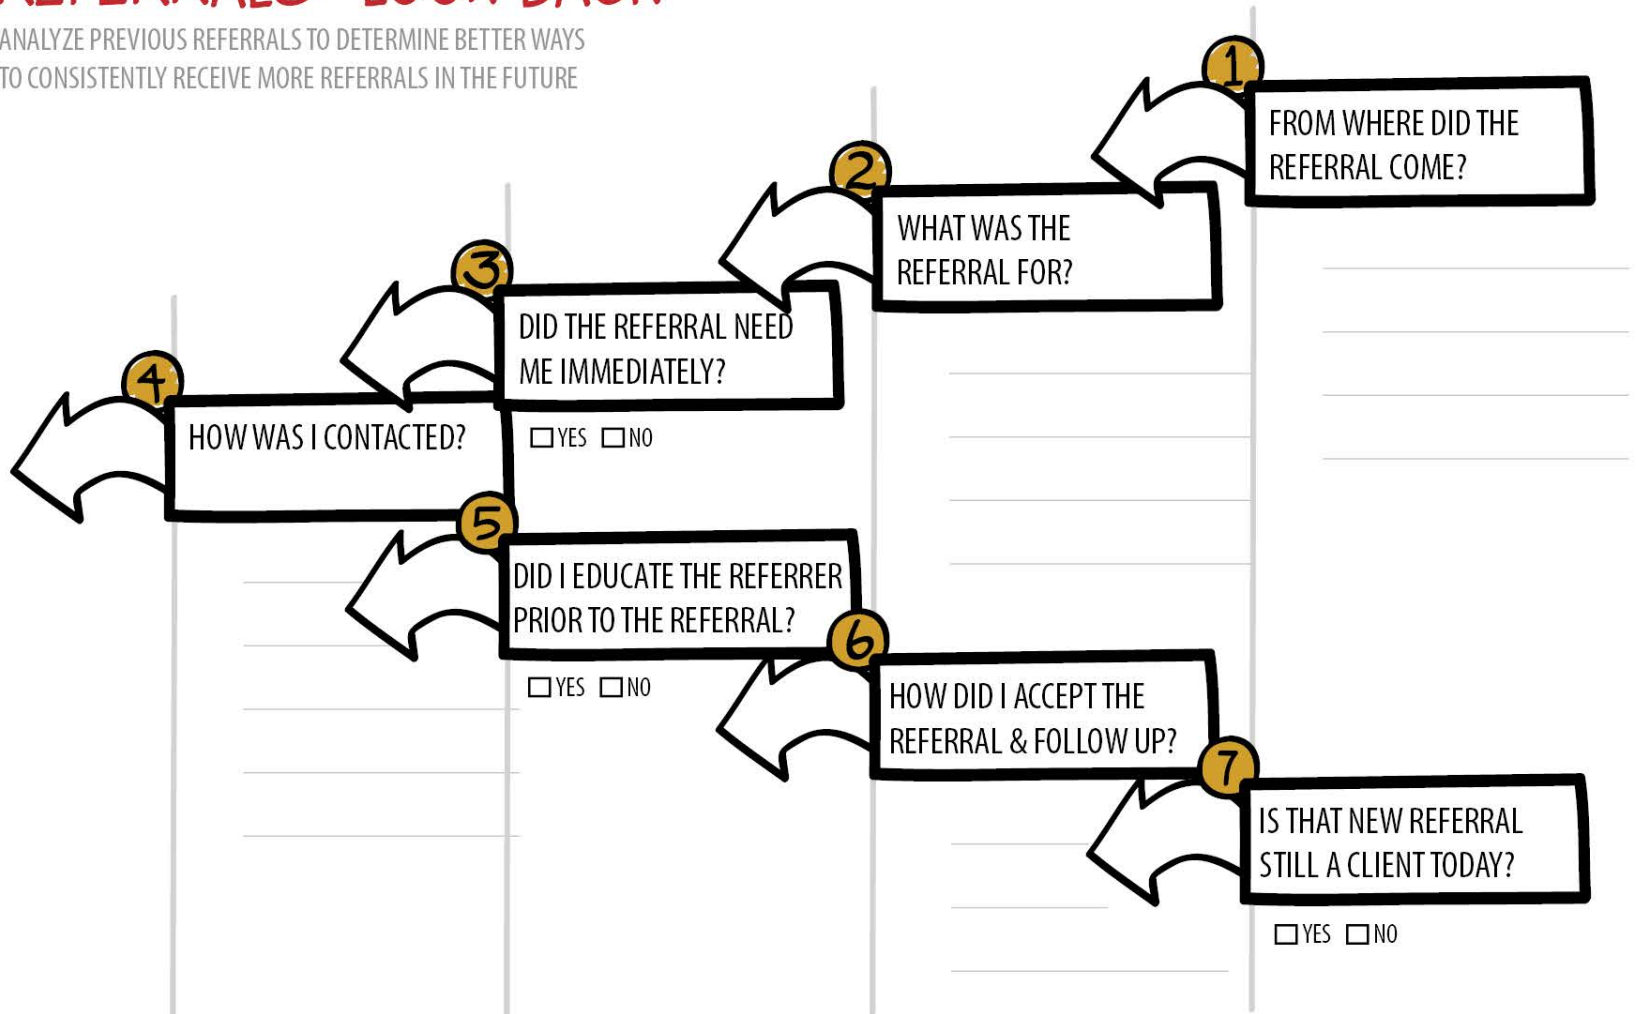 REFERRALS LOOK BACK
ANALYZE PREVIOUS REFERRALS TO DETERMINE BETTER WAYS
TO CONSISTENTLY RECEIVE MORE REFERRALS IN THE FUTURE
1
FROM WHERE DID THE
REFERRAL COME?
2
WHAT WAS THE
REFERRAL FOR?
3
DID THE REFERRAL NEED
ME IMMEDIATELY?
YES NO
4
HOW WAS I CONTACTED?
5
DID I EDUCATE THE REFERRER
PRIOR TO THE REFERRAL?
YES NO
6
HOW DID I ACCEPT THE
REFERRAL & FOLLOW UP?
7
IS THAT NEW REFERRAL
STILL A CLIENT TODAY?
YES NO